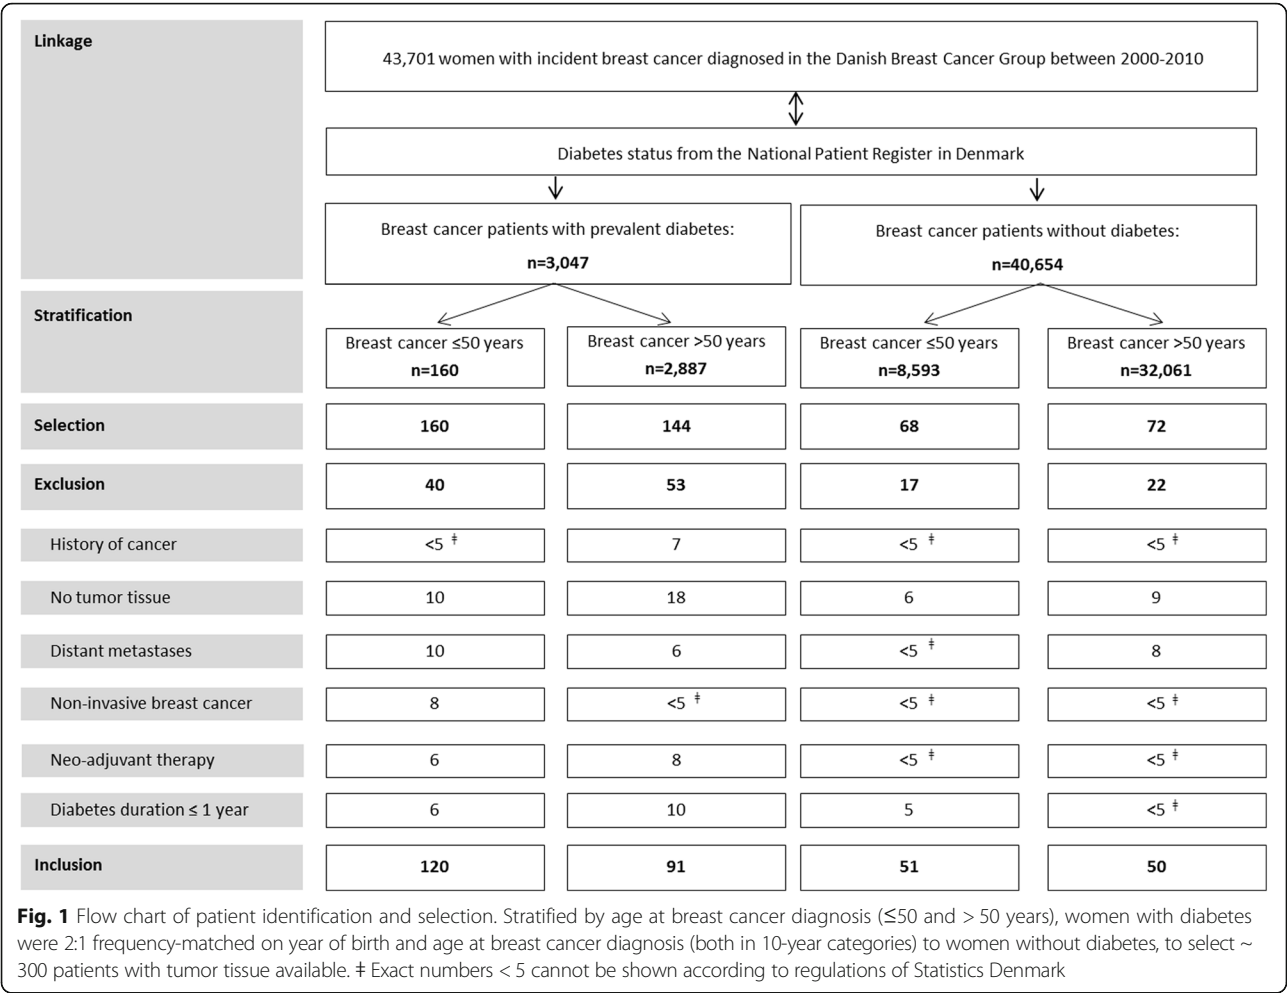 Linkage
43,701 women with incident breast cancer diagnosed in the Danish Breast Cancer Group between 2000-2010
Diabetes status from the National Patient Register in Denmark
Breast cancer patients with prevalent diabetes:
n=3,047
Breast cancer patients without diabetes:
n=40,654
Stratification
Breast cancer ≤50 years
n=160
Breast cancer >50 years
n=2,887
Breast cancer ≤50 years
n=8,593
Breast cancer >50 years
n=32,061
Selection 160 144 68 72
Exclusion 40 53 17 22
History of cancer <5 ǂ 7 <5 ǂ <5 ǂ
No tumor tissue 10 18 6 9
Distant metastases 10 6 <5 ǂ 8
Non-invasive breast cancer 8 <5 ǂ <5 ǂ <5 ǂ
Neo-adjuvant therapy 6 8 <5 ǂ <5 ǂ
Diabetes duration ≤ 1 year 6 10 5 <5 ǂ
Inclusion 120 91 51 50
Fig. 1 Flow chart of patient identification and selection. Stratified by age at breast cancer diagnosis (≤50 and > 50 years), women with diabetes
were 2:1 frequency-matched on year of birth and age at breast cancer diagnosis (both in 10-year categories) to women without diabetes, to select ~
300 patients with tumor tissue available. ǂ Exact numbers < 5 cannot be shown according to regulations of Statistics Denmark